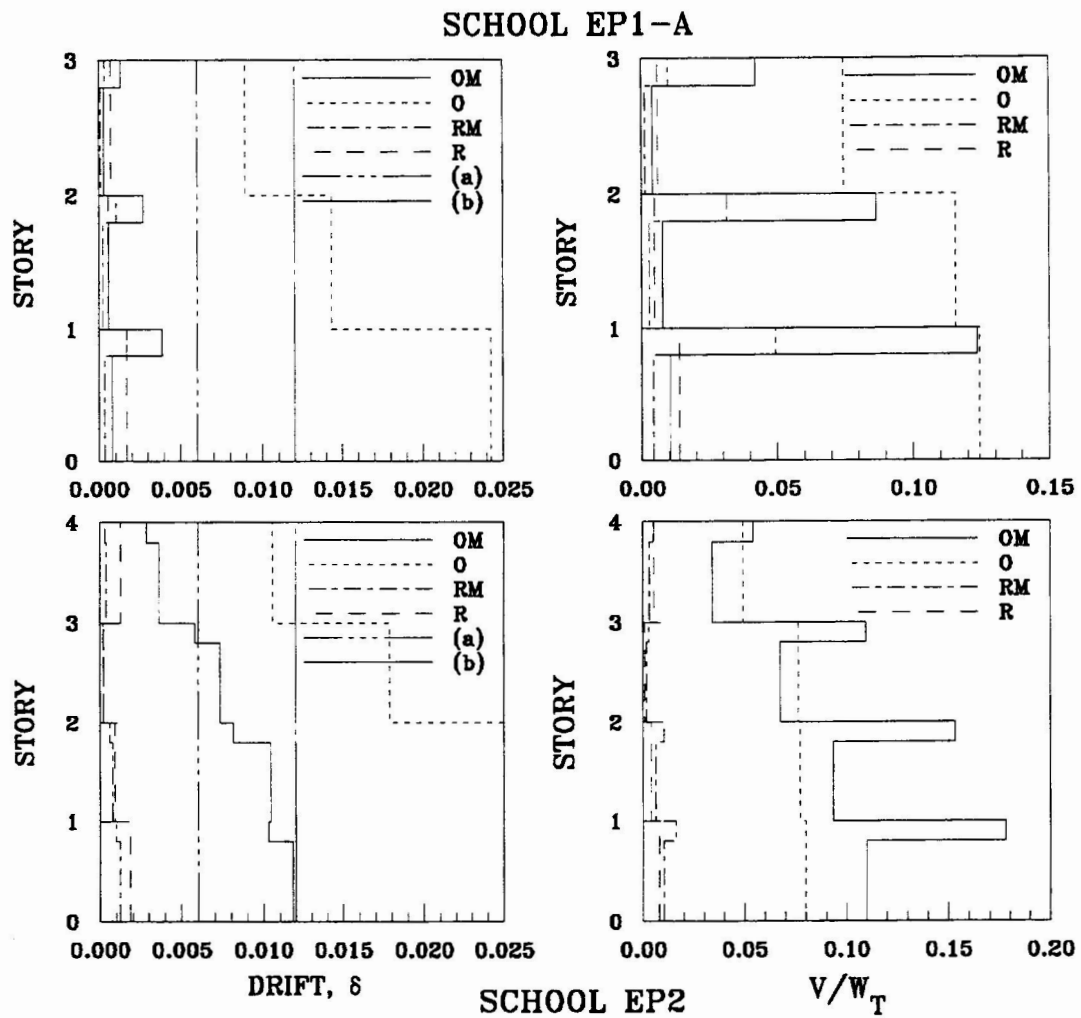 SCHOOL EP1-A
STORY
3
2
1
0
OM
O
RM
R
(a)
(b)
0.000 0.005 0.010 0.015 0.020 0.025
STORY
3
2
1
0
OM
O
RM
R
0.00 0.05 0.10 0.15
STORY
4
3
2
1
0
OM
O
RM
R
(a)
(b)
0.000 0.005 0.010 0.015 0.020 0.025
DRIFT, δ
STORY
4
3
2
1
0
OM
O
RM
R
0.00 0.05 0.10 0.15 0.20
V/W_T
SCHOOL EP2